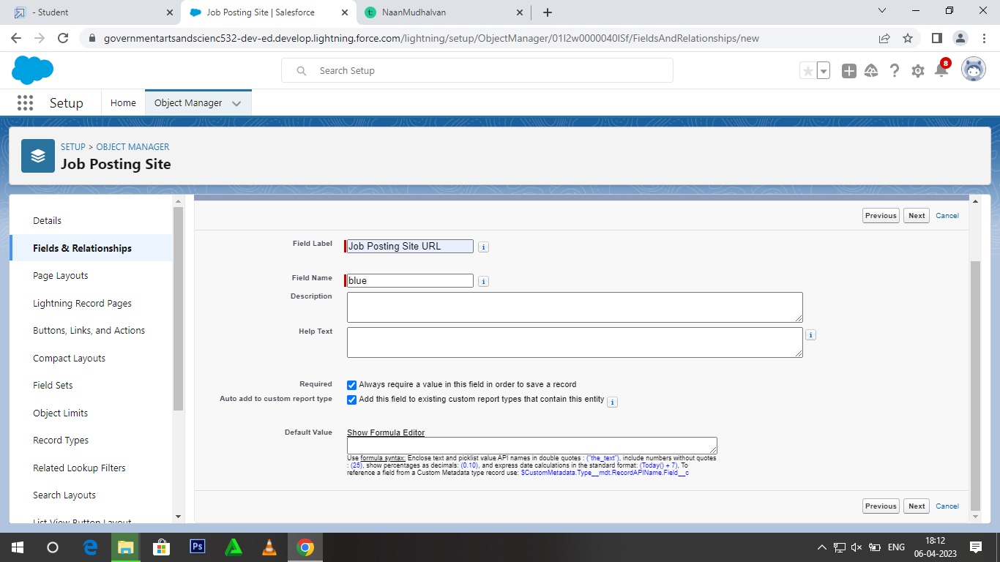 - Student
Job Posting Site | Salesforce
NaanMudhalvan
governmentartsandscienc532-dev-ed.develop.lightning.force.com/lightning/setup/ObjectManager/01I2w0000040ISf/FieldsAndRelationships/new
Search Setup
8
Setup
Home
Object Manager
SETUP > OBJECT MANAGER
Job Posting Site
Details
Fields & Relationships
Page Layouts
Lightning Record Pages
Buttons, Links, and Actions
Compact Layouts
Field Sets
Object Limits
Record Types
Related Lookup Filters
Search Layouts
List View Button Layout
Previous Next Cancel
Field Label Job Posting Site URL i
Field Name blue i
Description
Help Text i
Required Always require a value in this field in order to save a record
Auto add to custom report type Add this field to existing custom report types that contain this entity i
Default Value Show Formula Editor
Use formula syntax: Enclose text and picklist value API names in double quotes : ("the_text"), include numbers without quotes
: (25), show percentages as decimals: (0.10), and express date calculations in the standard format: (Today() + 7), To
reference a field from a Custom Metadata type record use: $CustomMetadata.Type__mdt.RecordAPIName.Field__c
Previous Next Cancel
Ps
ENG
18:12
06-04-2023